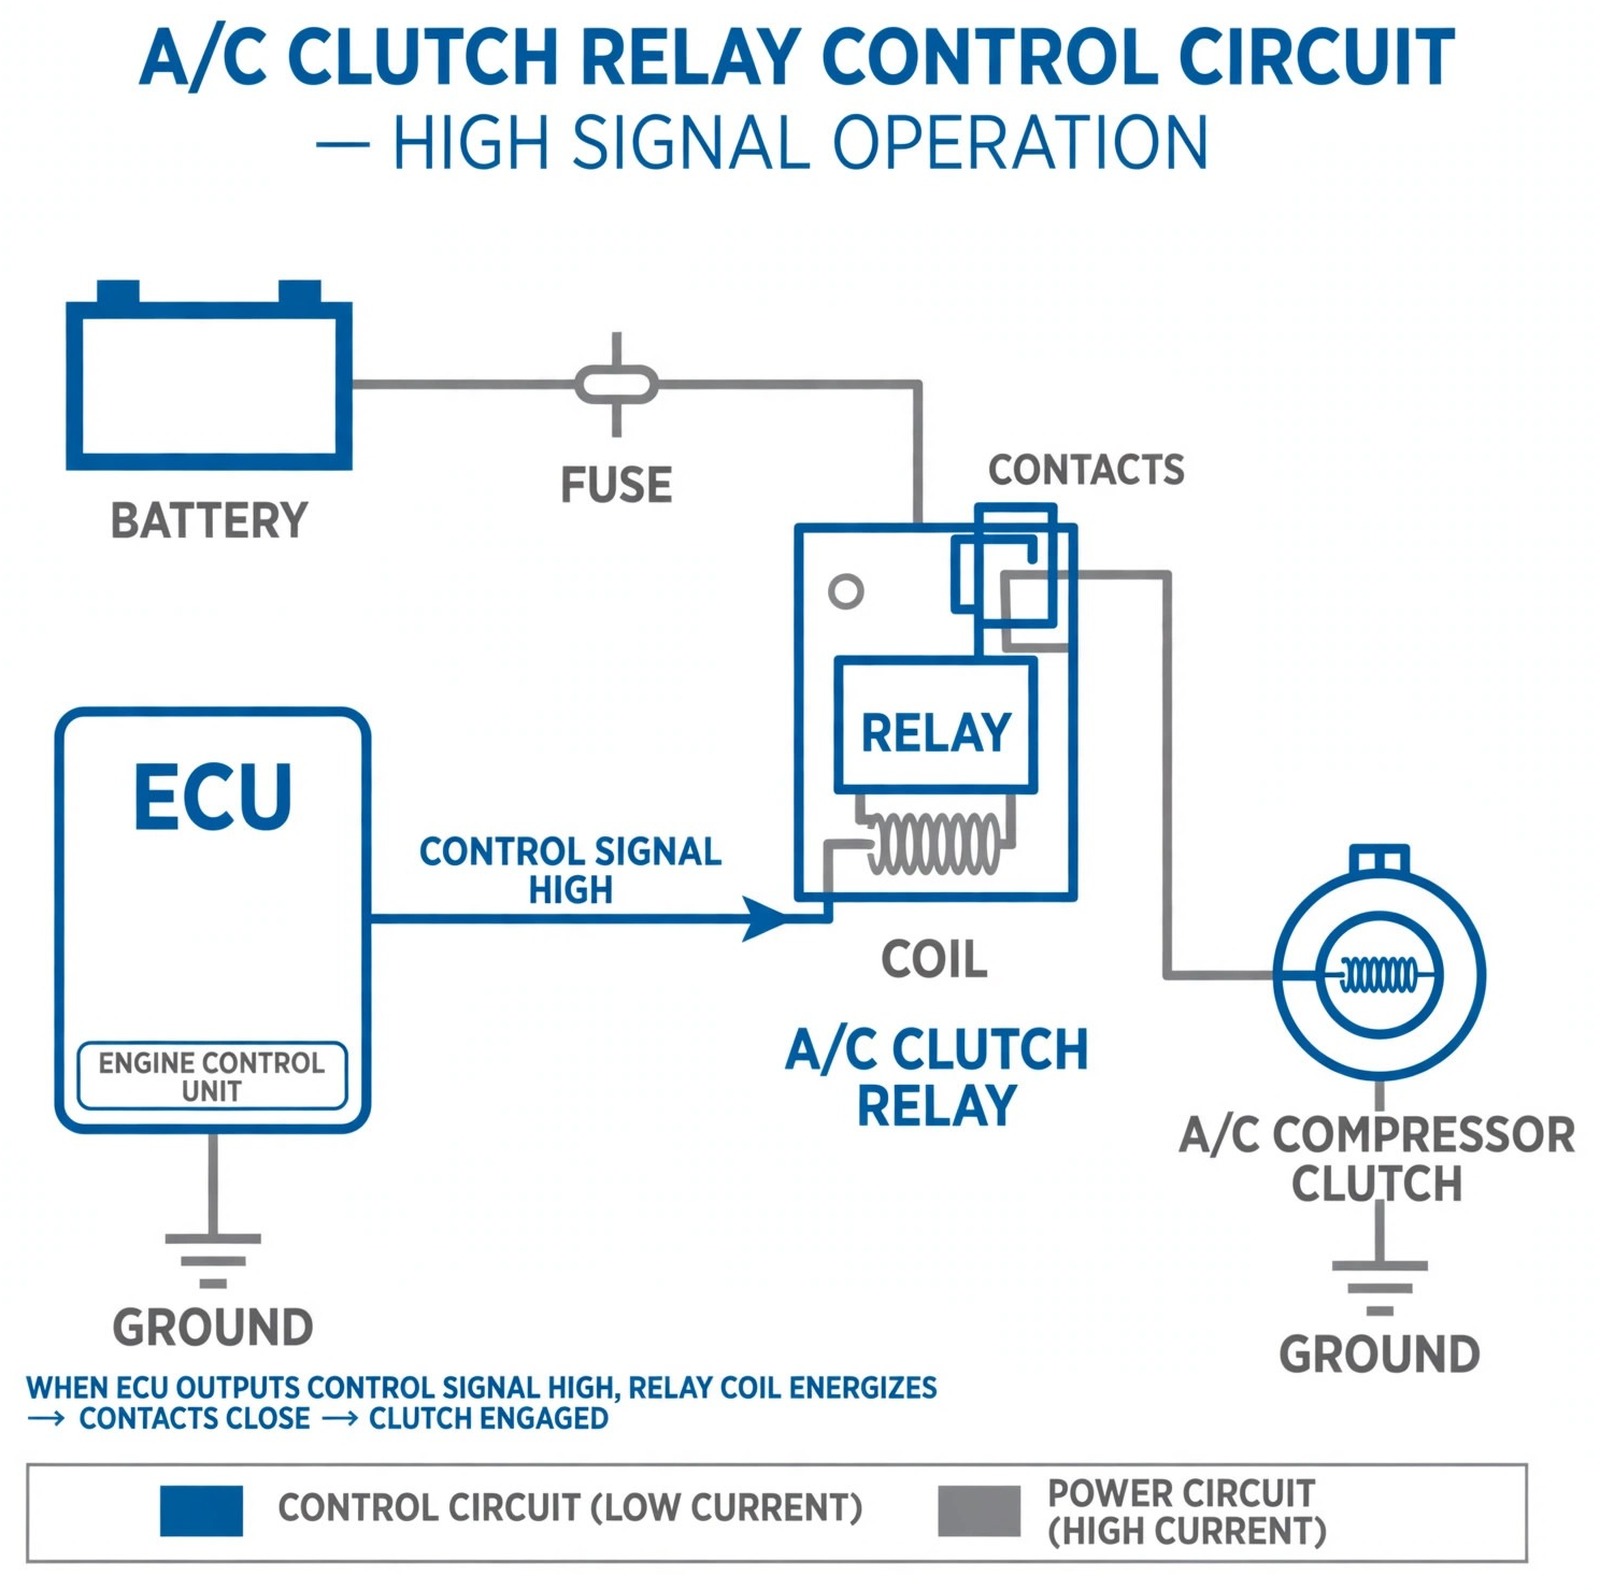 A/C CLUTCH RELAY CONTROL CIRCUIT
— HIGH SIGNAL OPERATION
BATTERY
FUSE
CONTACTS
RELAY
ECU
CONTROL SIGNAL
HIGH
COIL
ENGINE CONTROL
UNIT
A/C CLUTCH
RELAY
A/C COMPRESSOR
CLUTCH
GROUND
GROUND
WHEN ECU OUTPUTS CONTROL SIGNAL HIGH, RELAY COIL ENERGIZES
→ CONTACTS CLOSE → CLUTCH ENGAGED
CONTROL CIRCUIT (LOW CURRENT)
POWER CIRCUIT
(HIGH CURRENT)